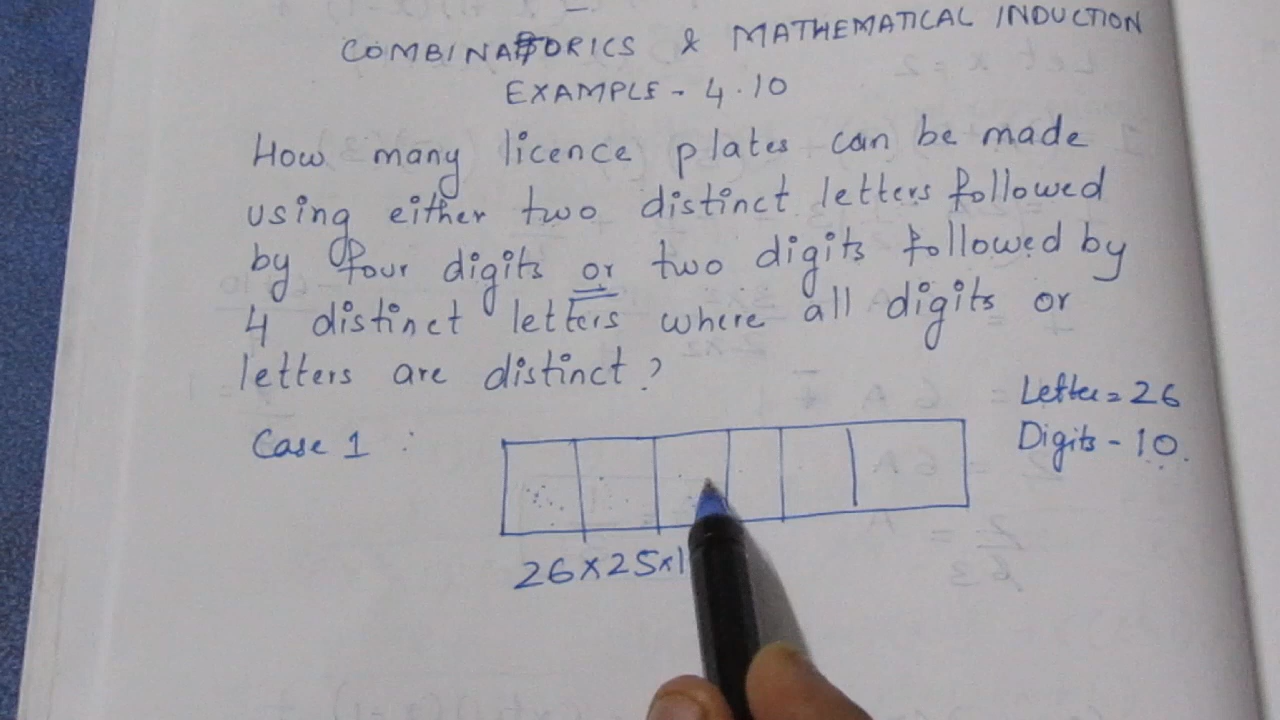 COMBINATORICS & MATHEMATICAL INDUCTION
EXAMPLE - 4.10
How many licence plates can be made
using either two distinct letters followed
by four digits or two digits followed by
4 distinct letters where all digits or
letters are distinct?
Letter = 26
Digits - 10.
Case 1 :
26×25×1